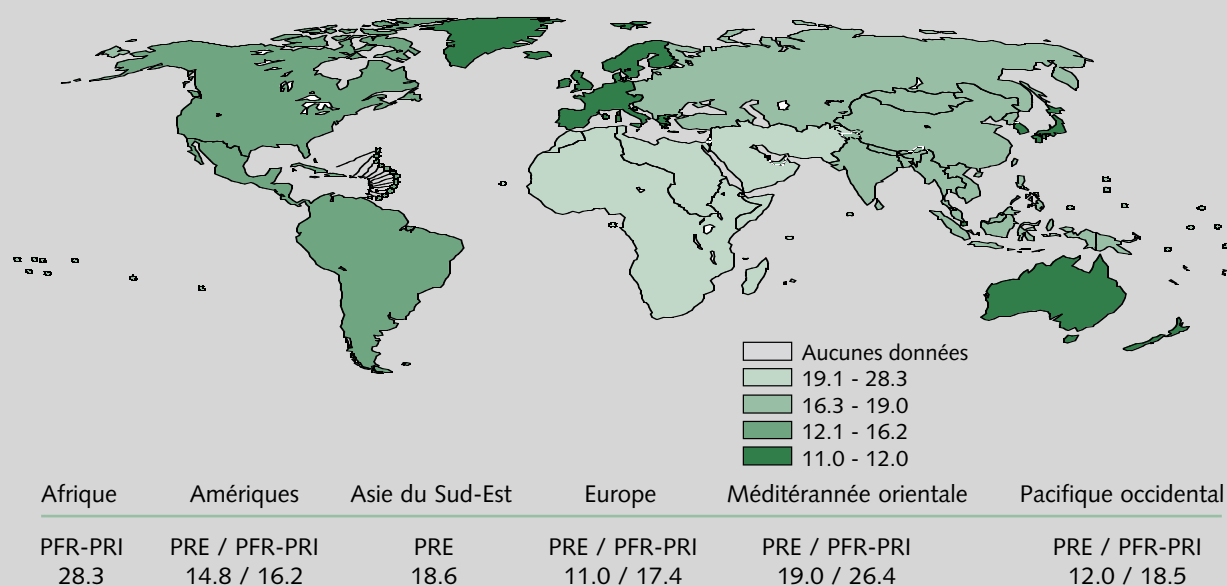 Aucunes données
19.1 - 28.3
16.3 - 19.0
12.1 - 16.2
11.0 - 12.0
Afrique Amériques Asie du Sud-Est Europe Méditérannée orientale Pacifique occidental
PFR-PRI PRE / PFR-PRI PRE PRE / PFR-PRI PRE / PFR-PRI PRE / PFR-PRI
28.3 14.8 / 16.2 18.6 11.0 / 17.4 19.0 / 26.4 12.0 / 18.5